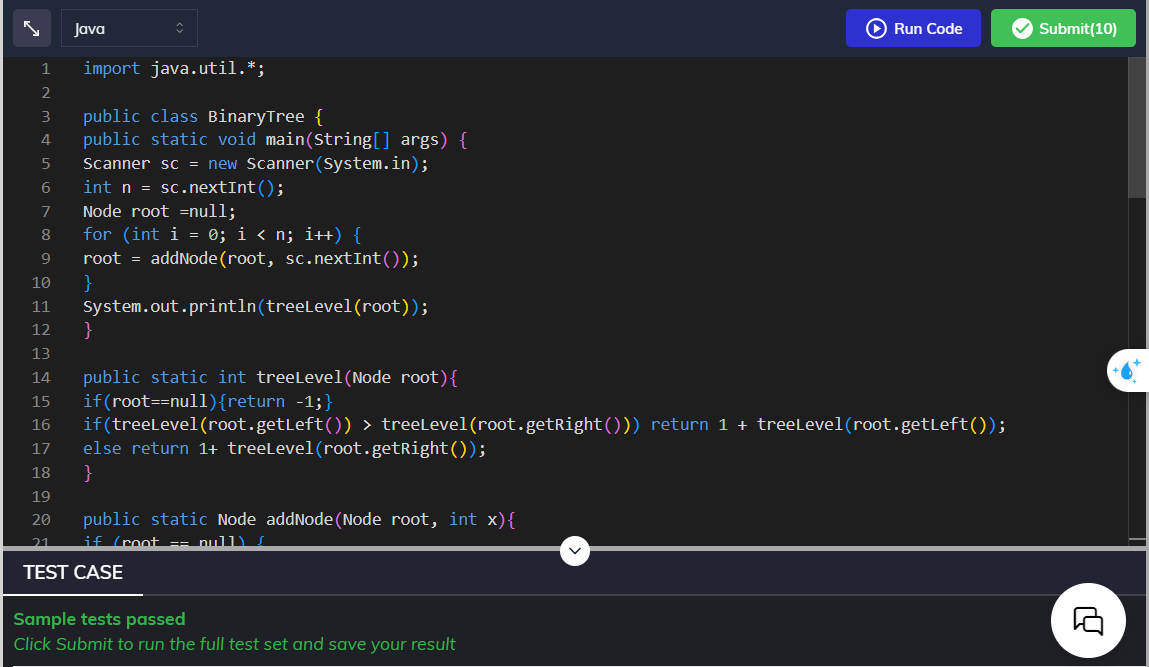 Java
Run Code
Submit(10)
1 import java.util.*;
2
3 public class BinaryTree {
4 public static void main(String[] args) {
5 Scanner sc = new Scanner(System.in);
6 int n = sc.nextInt();
7 Node root =null;
8 for (int i = 0; i < n; i++) {
9 root = addNode(root, sc.nextInt());
10 }
11 System.out.println(treeLevel(root));
12 }
13
14 public static int treeLevel(Node root){
15 if(root==null){return -1;}
16 if(treeLevel(root.getLeft()) > treeLevel(root.getRight())) return 1 + treeLevel(root.getLeft());
17 else return 1+ treeLevel(root.getRight());
18 }
19
20 public static Node addNode(Node root, int x){
21 if (root == null) {
TEST CASE
Sample tests passed
Click Submit to run the full test set and save your result